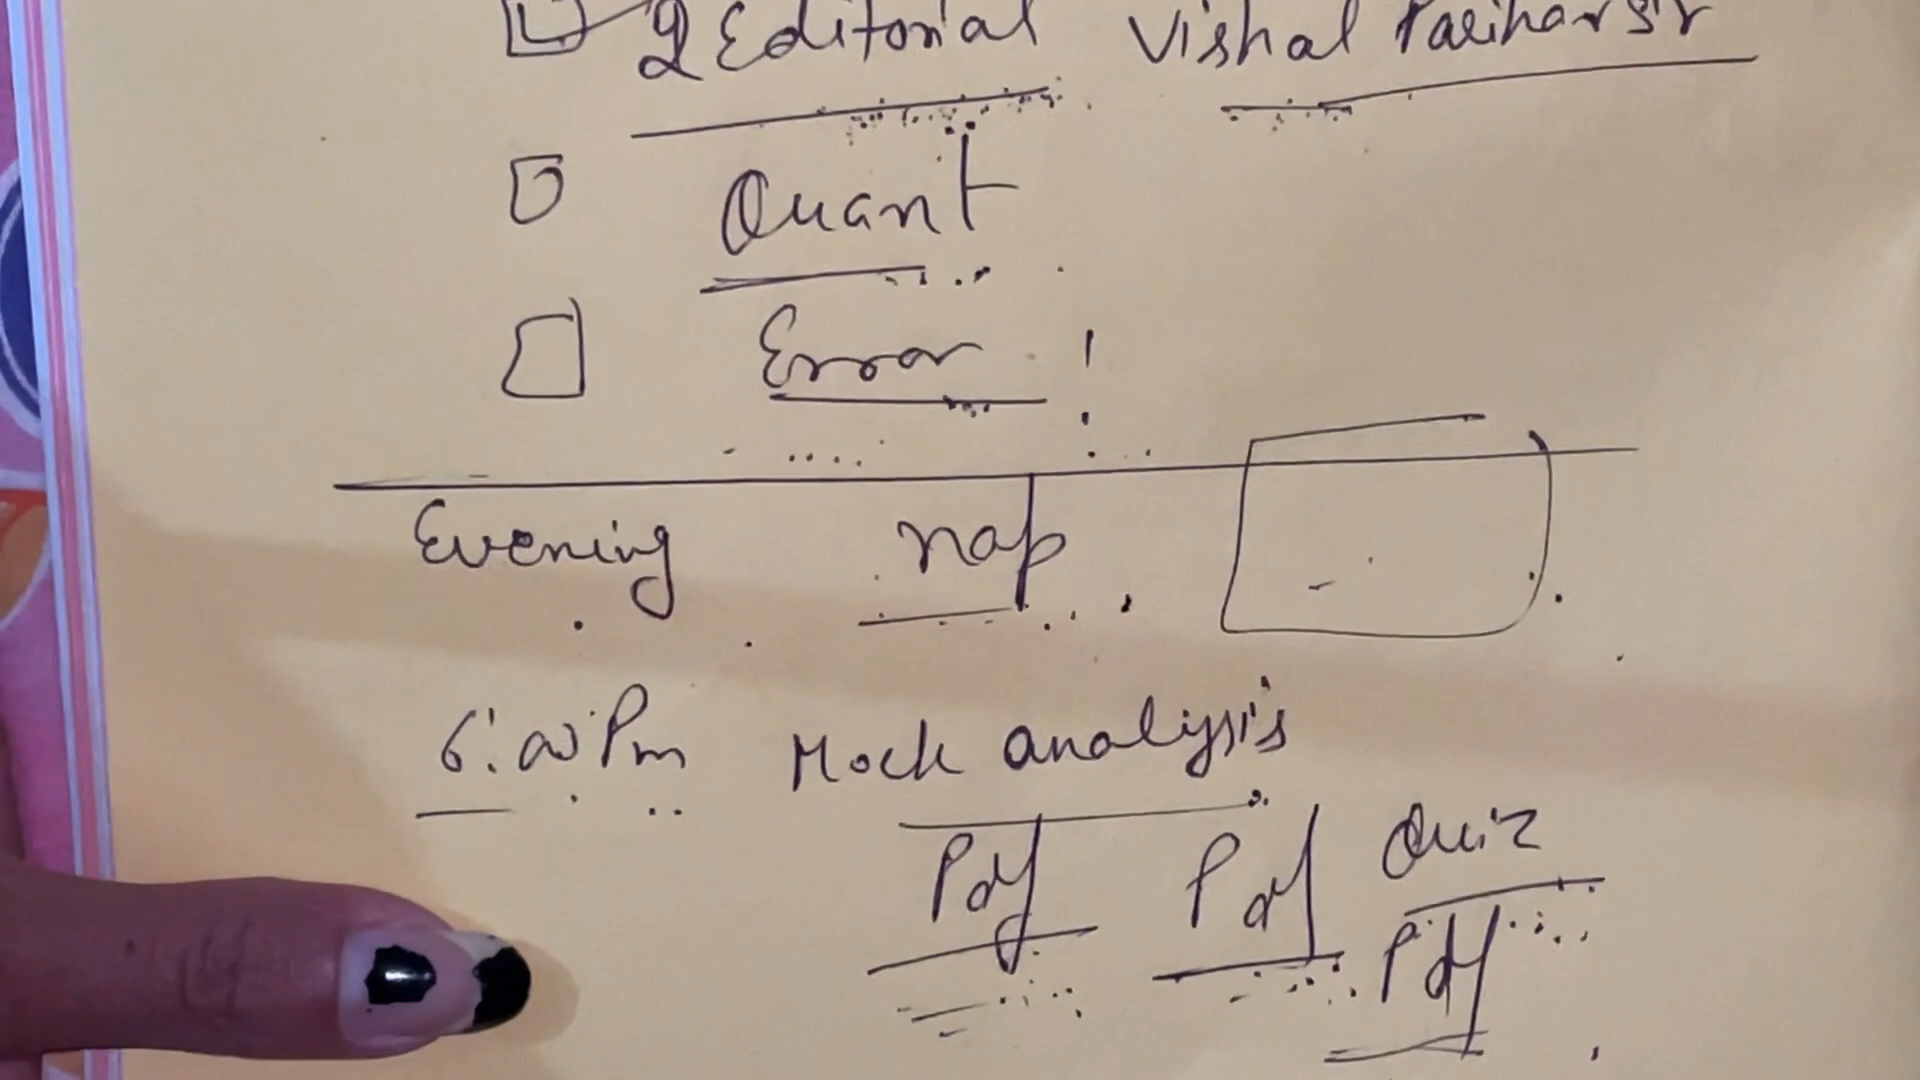 2 Editorial Vishal Parihar sir
Quant
Error !
Evening nap
6:00 Pm Mock analysis
Pdf Pdf Quiz
Pdf